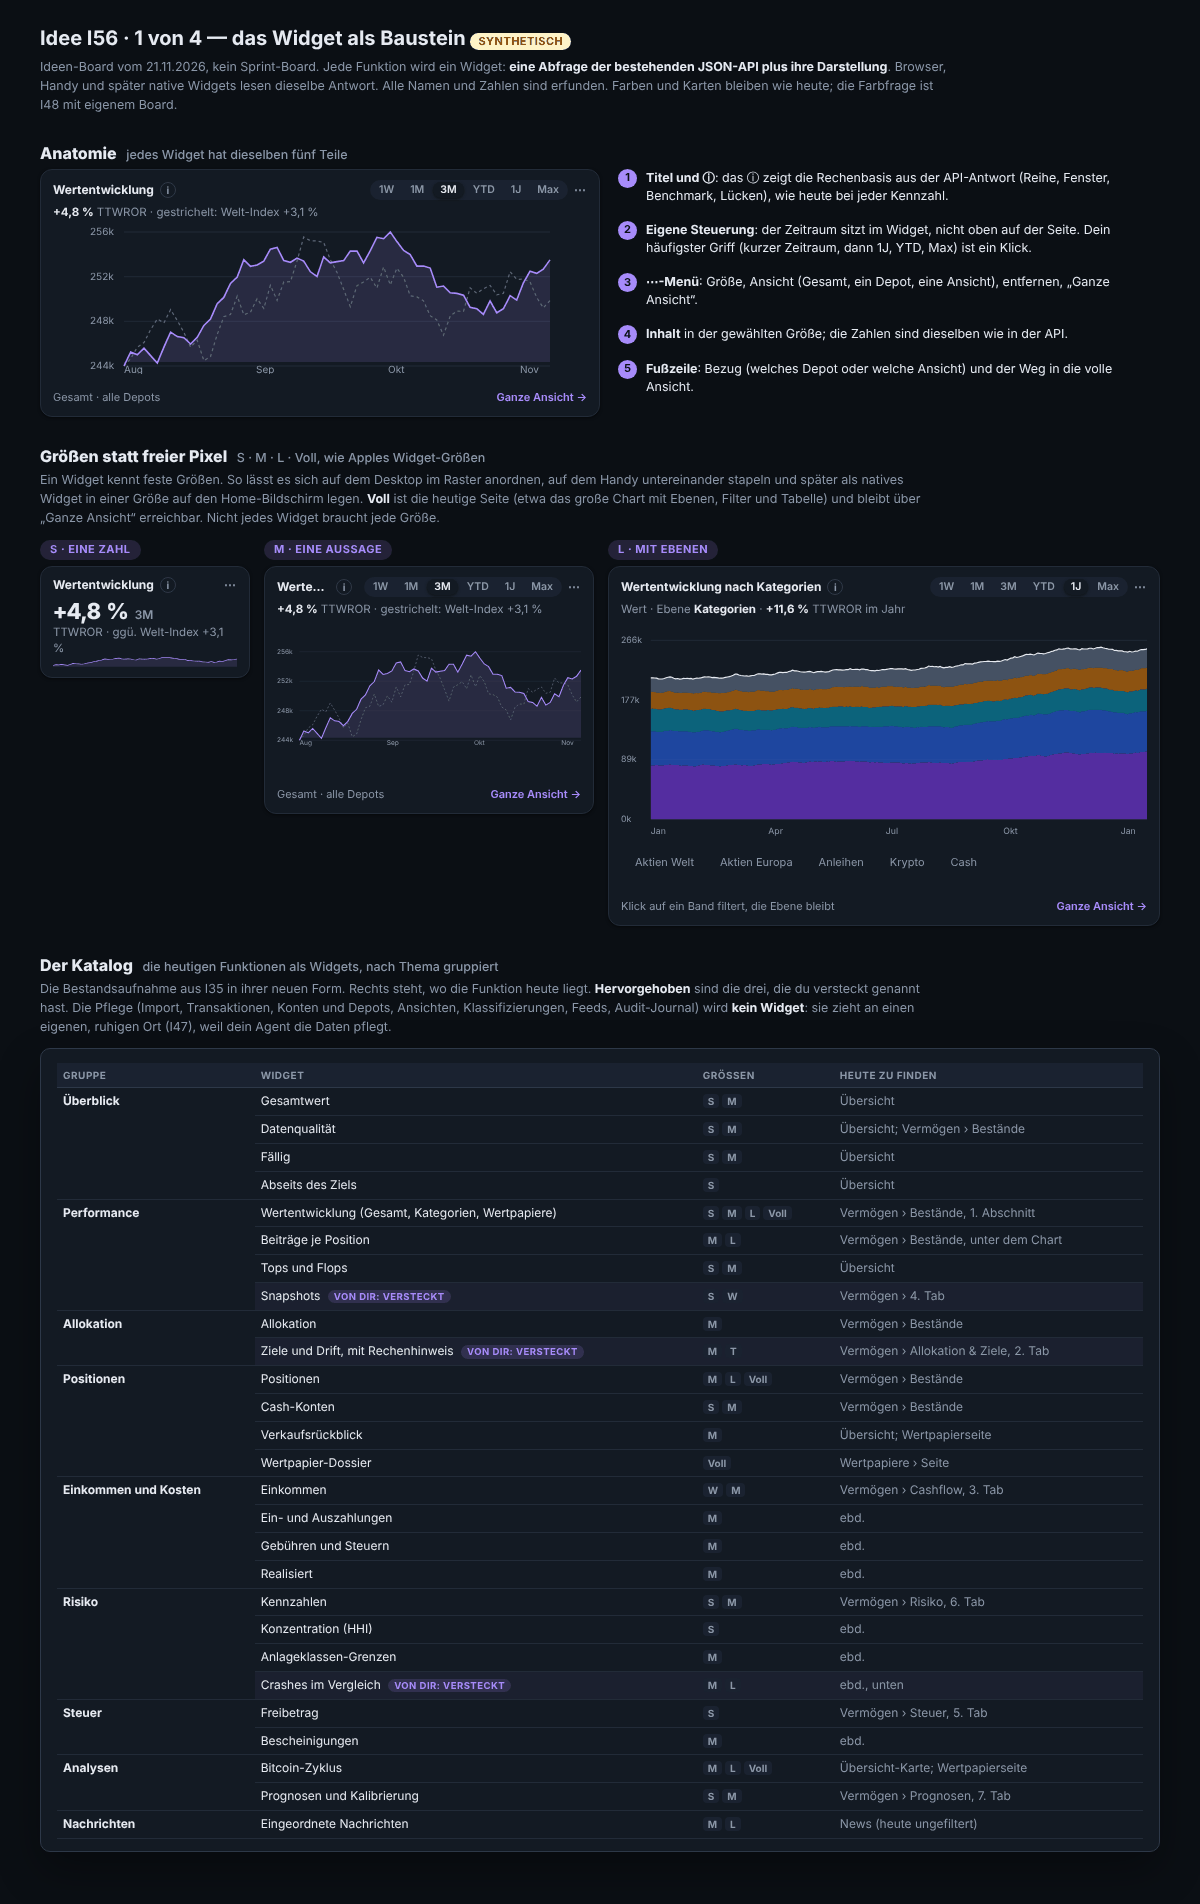 Idee I56 · 1 von 4 — das Widget als Baustein SYNTHETISCH
Ideen-Board vom 21.11.2026, kein Sprint-Board. Jede Funktion wird ein Widget: eine Abfrage der bestehenden JSON-API plus ihre Darstellung. Browser,
Handy und später native Widgets lesen dieselbe Antwort. Alle Namen und Zahlen sind erfunden. Farben und Karten bleiben wie heute; die Farbfrage ist
I48 mit eigenem Board.
Anatomie jedes Widget hat dieselben fünf Teile
Wertentwicklung i 1W 1M 3M YTD 1J Max ⋯
+4,8 % TTWROR · gestrichelt: Welt-Index +3,1 %
256k
252k
248k
244k
Aug Sep Okt Nov
Gesamt · alle Depots Ganze Ansicht →
1 Titel und ⓘ: das ⓘ zeigt die Rechenbasis aus der API-Antwort (Reihe, Fenster,
Benchmark, Lücken), wie heute bei jeder Kennzahl.
2 Eigene Steuerung: der Zeitraum sitzt im Widget, nicht oben auf der Seite. Dein
häufigster Griff (kurzer Zeitraum, dann 1J, YTD, Max) ist ein Klick.
3 ⋯-Menü: Größe, Ansicht (Gesamt, ein Depot, eine Ansicht), entfernen, „Ganze
Ansicht“.
4 Inhalt in der gewählten Größe; die Zahlen sind dieselben wie in der API.
5 Fußzeile: Bezug (welches Depot oder welche Ansicht) und der Weg in die volle
Ansicht.
Größen statt freier Pixel S · M · L · Voll, wie Apples Widget-Größen
Ein Widget kennt feste Größen. So lässt es sich auf dem Desktop im Raster anordnen, auf dem Handy untereinander stapeln und später als natives
Widget in einer Größe auf den Home-Bildschirm legen. Voll ist die heutige Seite (etwa das große Chart mit Ebenen, Filter und Tabelle) und bleibt über
„Ganze Ansicht“ erreichbar. Nicht jedes Widget braucht jede Größe.
S · EINE ZAHL
Wertentwicklung i ⋯
+4,8 % 3M
TTWROR · ggü. Welt-Index +3,1
%
M · EINE AUSSAGE
Werte... i 1W 1M 3M YTD 1J Max ⋯
+4,8 % TTWROR · gestrichelt: Welt-Index +3,1 %
256k
252k
248k
244k
Aug Sep Okt Nov
Gesamt · alle Depots Ganze Ansicht →
L · MIT EBENEN
Wertentwicklung nach Kategorien i 1W 1M 3M YTD 1J Max ⋯
Wert · Ebene Kategorien · +11,6 % TTWROR im Jahr
266k
177k
89k
0k
Jan Apr Jul Okt Jan
Aktien Welt Aktien Europa Anleihen Krypto Cash
Klick auf ein Band filtert, die Ebene bleibt Ganze Ansicht →
Der Katalog die heutigen Funktionen als Widgets, nach Thema gruppiert
Die Bestandsaufnahme aus I35 in ihrer neuen Form. Rechts steht, wo die Funktion heute liegt. Hervorgehoben sind die drei, die du versteckt genannt
hast. Die Pflege (Import, Transaktionen, Konten und Depots, Ansichten, Klassifizierungen, Feeds, Audit-Journal) wird kein Widget: sie zieht an einen
eigenen, ruhigen Ort (I47), weil dein Agent die Daten pflegt.
GRUPPE WIDGET GRÖSSEN HEUTE ZU FINDEN
Überblick Gesamtwert S M Übersicht
Datenqualität S M Übersicht; Vermögen › Bestände
Fällig S M Übersicht
Abseits des Ziels S Übersicht
Performance Wertentwicklung (Gesamt, Kategorien, Wertpapiere) S M L Voll Vermögen › Bestände, 1. Abschnitt
Beiträge je Position M L Vermögen › Bestände, unter dem Chart
Tops und Flops S M Übersicht
Snapshots VON DIR: VERSTECKT S W Vermögen › 4. Tab
Allokation Allokation M Vermögen › Bestände
Ziele und Drift, mit Rechenhinweis VON DIR: VERSTECKT M T Vermögen › Allokation & Ziele, 2. Tab
Positionen Positionen M L Voll Vermögen › Bestände
Cash-Konten S M Vermögen › Bestände
Verkaufsrückblick M Übersicht; Wertpapierseite
Wertpapier-Dossier Voll Wertpapiere › Seite
Einkommen und Kosten Einkommen W M Vermögen › Cashflow, 3. Tab
Ein- und Auszahlungen M ebd.
Gebühren und Steuern M ebd.
Realisiert M ebd.
Risiko Kennzahlen S M Vermögen › Risiko, 6. Tab
Konzentration (HHI) S ebd.
Anlageklassen-Grenzen M ebd.
Crashes im Vergleich VON DIR: VERSTECKT M L ebd., unten
Steuer Freibetrag S Vermögen › Steuer, 5. Tab
Bescheinigungen M ebd.
Analysen Bitcoin-Zyklus M L Voll Übersicht-Karte; Wertpapierseite
Prognosen und Kalibrierung S M Vermögen › Prognosen, 7. Tab
Nachrichten Eingeordnete Nachrichten M L News (heute ungefiltert)